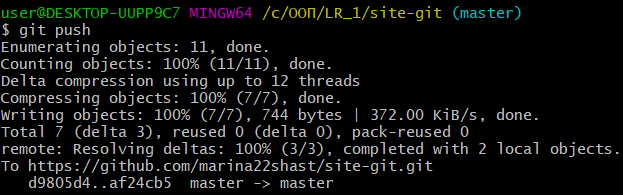 user@DESKTOP-UUPP9C7 MINGW64 /c/ООП/LR_1/site-git (master)
$ git push
Enumerating objects: 11, done.
Counting objects: 100% (11/11), done.
Delta compression using up to 12 threads
Compressing objects: 100% (7/7), done.
Writing objects: 100% (7/7), 744 bytes | 372.00 KiB/s, done.
Total 7 (delta 3), reused 0 (delta 0), pack-reused 0
remote: Resolving deltas: 100% (3/3), completed with 2 local objects.
To https://github.com/marina22shast/site-git.git
   d9805d4..af24cb5  master -> master